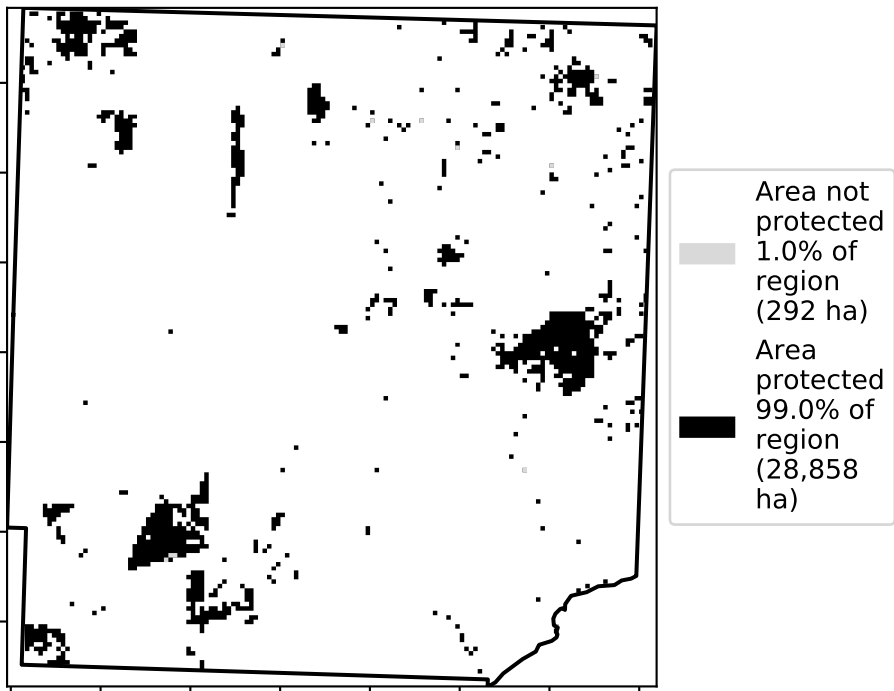 Area not
protected
1.0% of
region
(292 ha)
Area
protected
99.0% of
region
(28,858
ha)